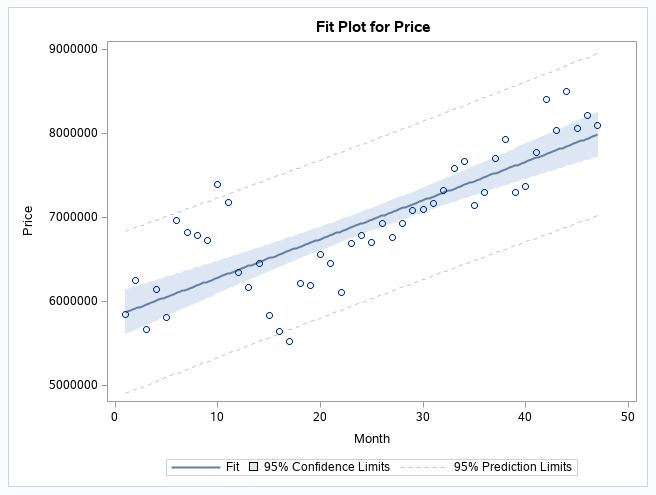 Fit Plot for Price
9000000
8000000
7000000
6000000
5000000
Price
0 10 20 30 40 50
Month
Fit 95% Confidence Limits 95% Prediction Limits